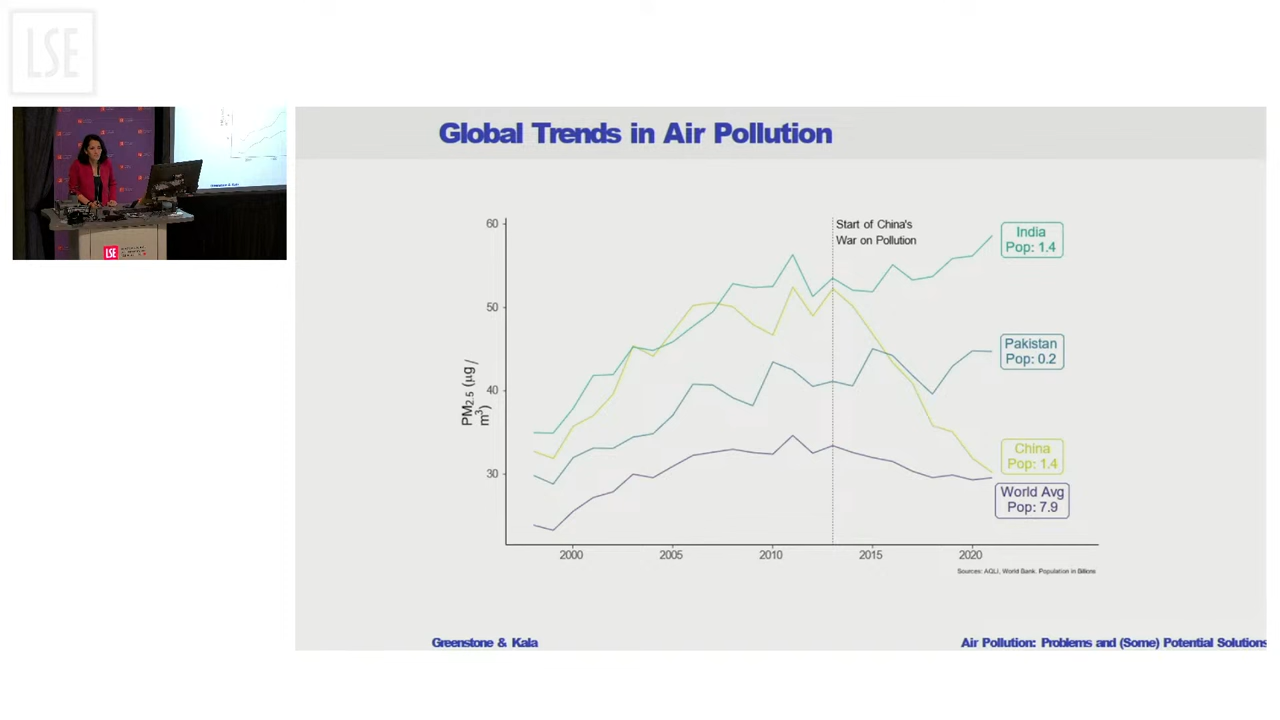 LSE
LSE
Greenstone & Kala
Global Trends in Air Pollution
60
50
40
30
PM2.5 (μg /
m3)
Start of China's
War on Pollution
India
Pop: 1.4
Pakistan
Pop: 0.2
China
Pop: 1.4
World Avg
Pop: 7.9
2000
2005
2010
2015
2020
Sources: AQLI, World Bank. Population in Billions
Greenstone & Kala
Air Pollution: Problems and (Some) Potential Solutions